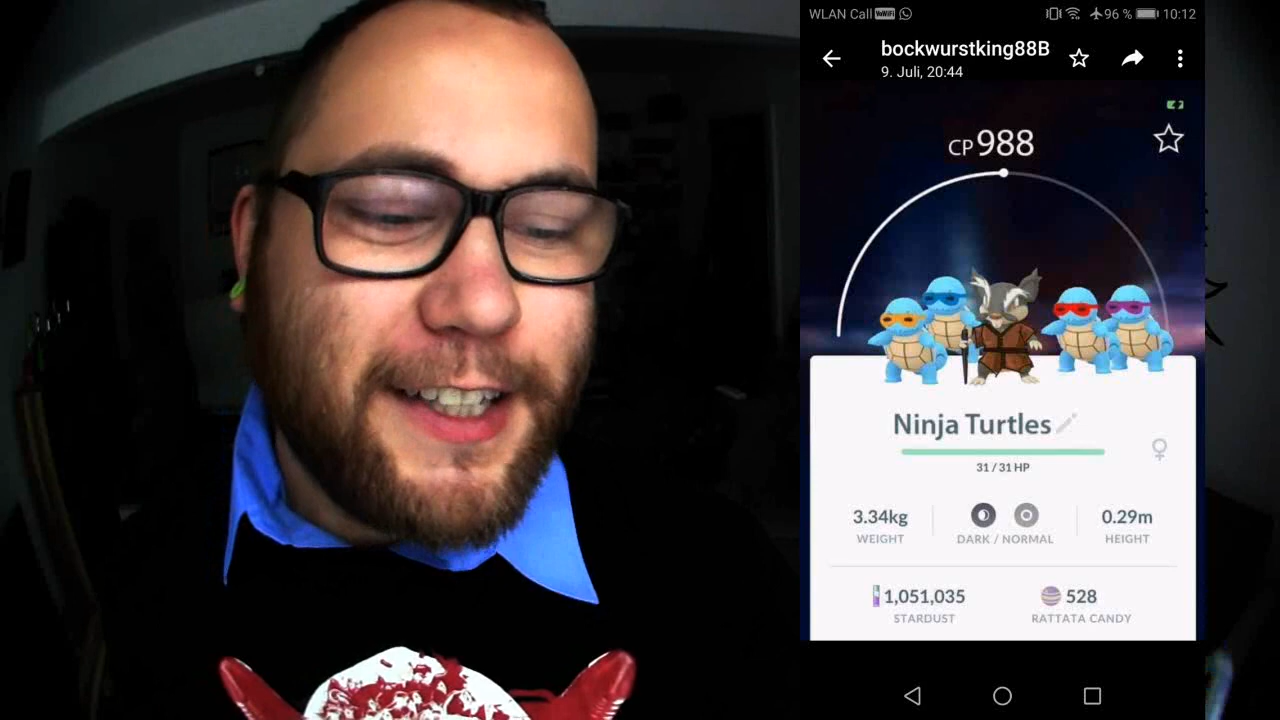 WLAN Call VoWiFi 96 % 10:12
bockwurstking88B
9. Juli, 20:44
CP988
Ninja Turtles
31 / 31 HP
3.34kg
WEIGHT
DARK / NORMAL
0.29m
HEIGHT
1,051,035
STARDUST
528
RATTATA CANDY